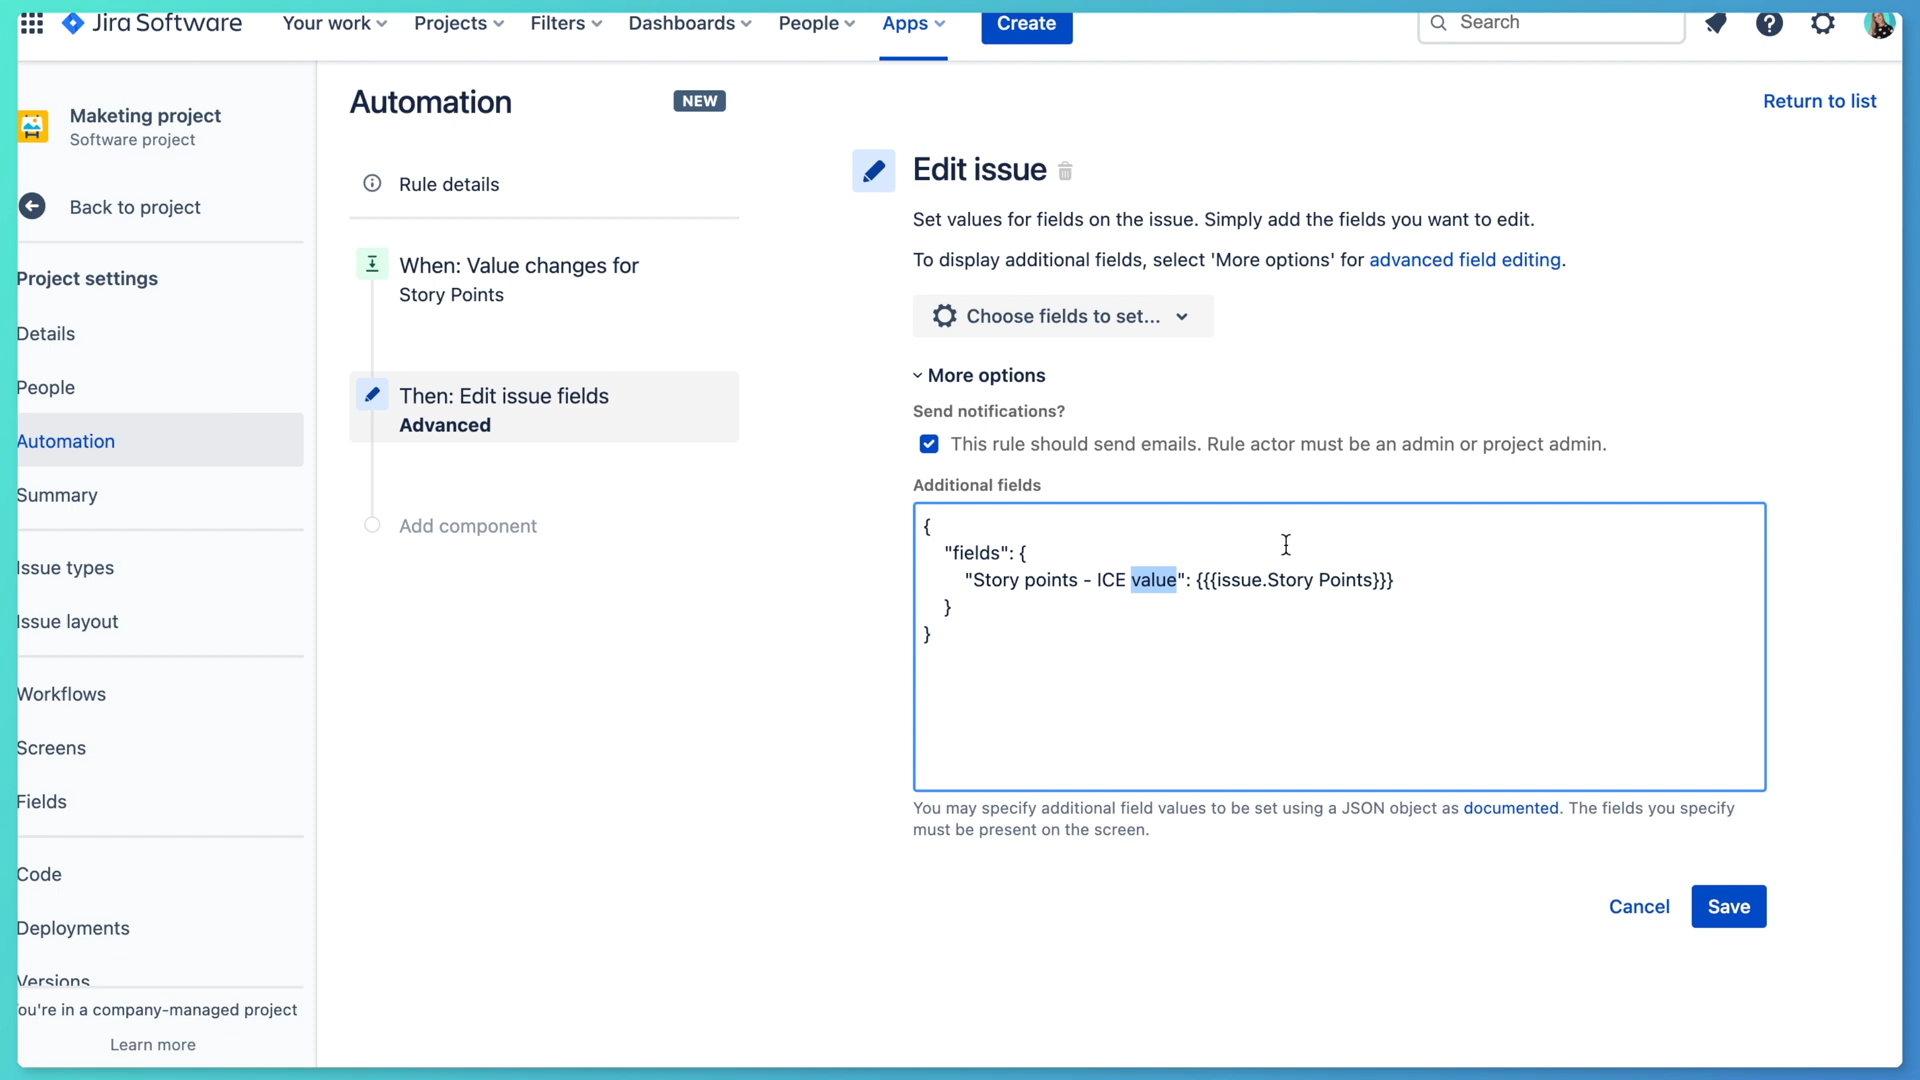 Jira Software
Your work
Projects
Filters
Dashboards
People
Apps
Create
Search
Maketing project
Software project
Back to project
Project settings
Details
People
Automation
Summary
Issue types
Issue layout
Workflows
Screens
Fields
Code
Deployments
Versions
You're in a company-managed project
Learn more
Automation
NEW
Rule details
When: Value changes for
Story Points
Then: Edit issue fields
Advanced
Add component
Return to list
Edit issue
Set values for fields on the issue. Simply add the fields you want to edit.
To display additional fields, select 'More options' for advanced field editing.
Choose fields to set...
More options
Send notifications?
This rule should send emails. Rule actor must be an admin or project admin.
Additional fields
{
"fields": {
"Story points - ICE value": {{{issue.Story Points}}}
}
}
You may specify additional field values to be set using a JSON object as documented. The fields you specify
must be present on the screen.
Cancel
Save